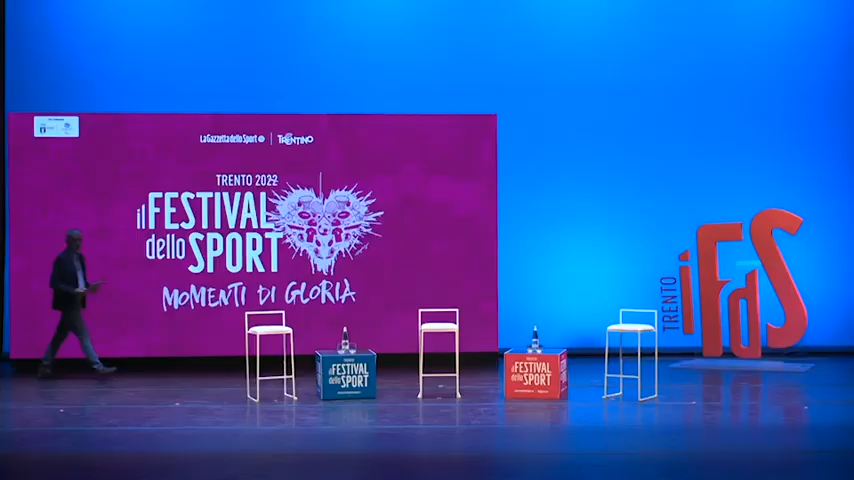 La Gazzetta dello Sport
TRENTINO
TRENTO 2022
il FESTIVAL
dello SPORT
MOMENTI DI GLORIA
TRENTO
iFdS
il FESTIVAL
dello SPORT
il FESTIVAL
dello SPORT